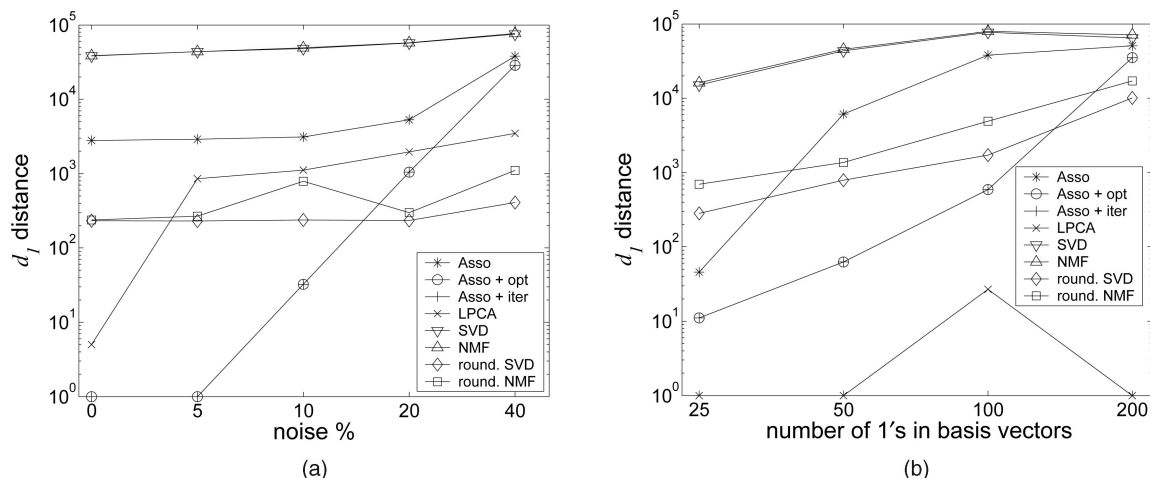 10^5
10^4
10^3
10^2
10^1
10^0
d_1 distance
0 5 10 20 40
noise %
Asso
Asso + opt
Asso + iter
LPCA
SVD
NMF
round. SVD
round. NMF
(a)
10^5
10^4
10^3
10^2
10^1
10^0
d_1 distance
25 50 100 200
number of 1's in basis vectors
Asso
Asso + opt
Asso + iter
LPCA
SVD
NMF
round. SVD
round. NMF
(b)